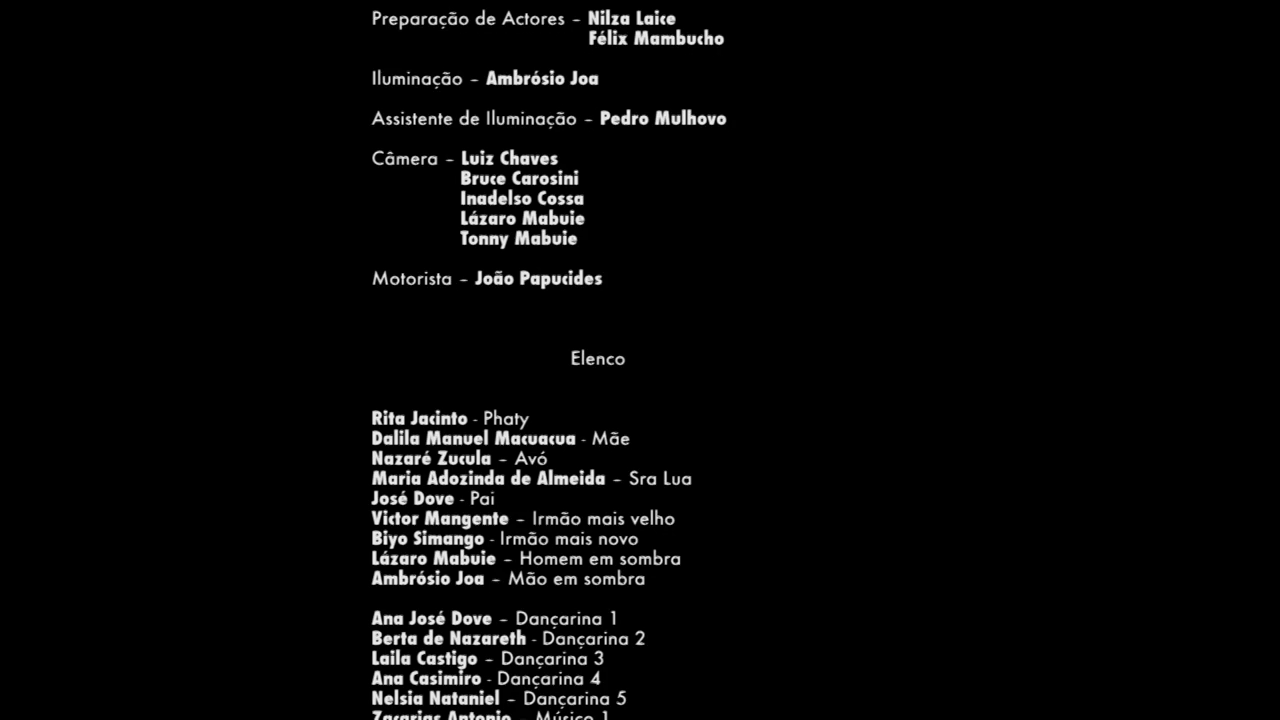 Preparação de Actores – Nilza Laice
Félix Mambucho
Iluminação – Ambrósio Joa
Assistente de Iluminação – Pedro Mulhovo
Câmera – Luiz Chaves
Bruce Carosini
Inadelso Cossa
Lázaro Mabuie
Tonny Mabuie
Motorista – João Papucides
Elenco
Rita Jacinto - Phaty
Dalila Manuel Macuacua - Mãe
Nazaré Zucula – Avó
Maria Adozinda de Almeida – Sra Lua
José Dove - Pai
Victor Mangente – Irmão mais velho
Biyo Simango - Irmão mais novo
Lázaro Mabuie – Homem em sombra
Ambrósio Joa – Mão em sombra
Ana José Dove – Dançarina 1
Berta de Nazareth - Dançarina 2
Laila Castigo – Dançarina 3
Ana Casimiro - Dançarina 4
Nelsia Nataniel – Dançarina 5
Zacarias Antonio – Músico 1